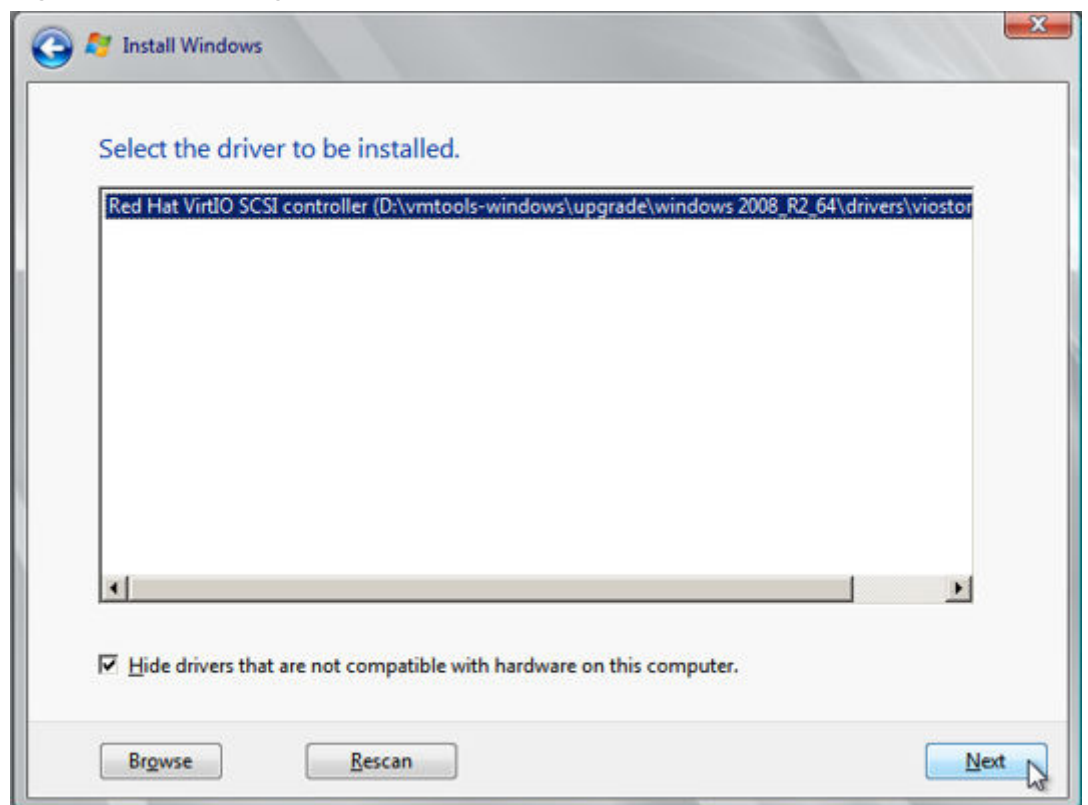 Install Windows
Select the driver to be installed.
Red Hat VirtIO SCSI controller (D:\vmtools-windows\upgrade\windows 2008_R2_64\drivers\viostor
Hide drivers that are not compatible with hardware on this computer.
Browse Rescan Next